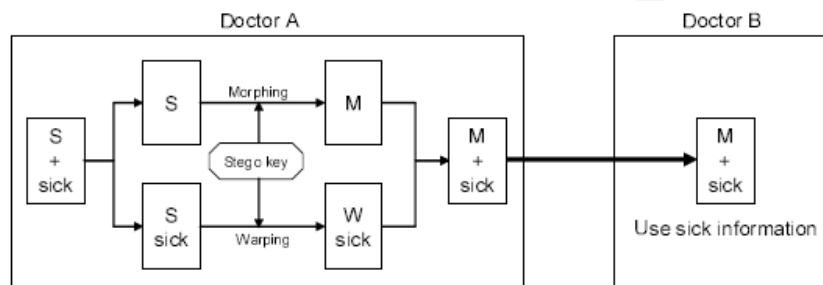 Doctor A
Doctor B
S
+
sick
S
Morphing
M
Stego key
S
sick
Warping
W
sick
M
+
sick
M
+
sick
Use sick information